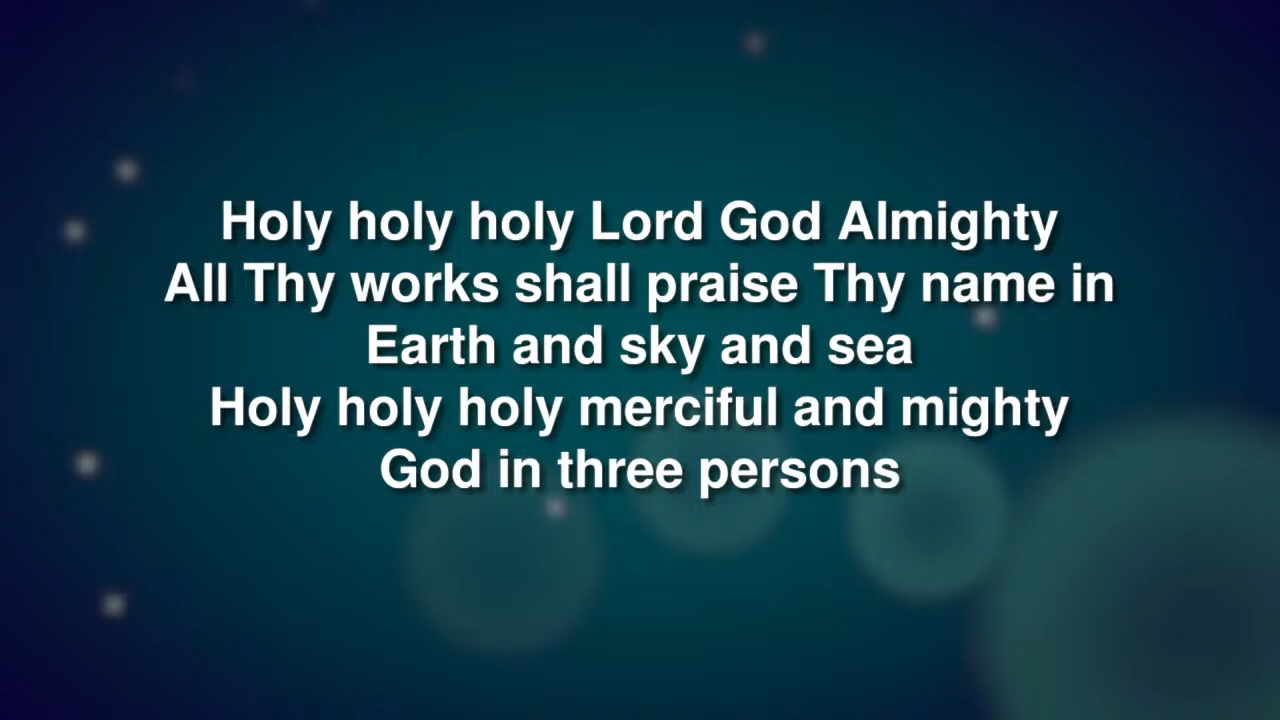 Holy holy holy Lord God Almighty
All Thy works shall praise Thy name in
Earth and sky and sea
Holy holy holy merciful and mighty
God in three persons